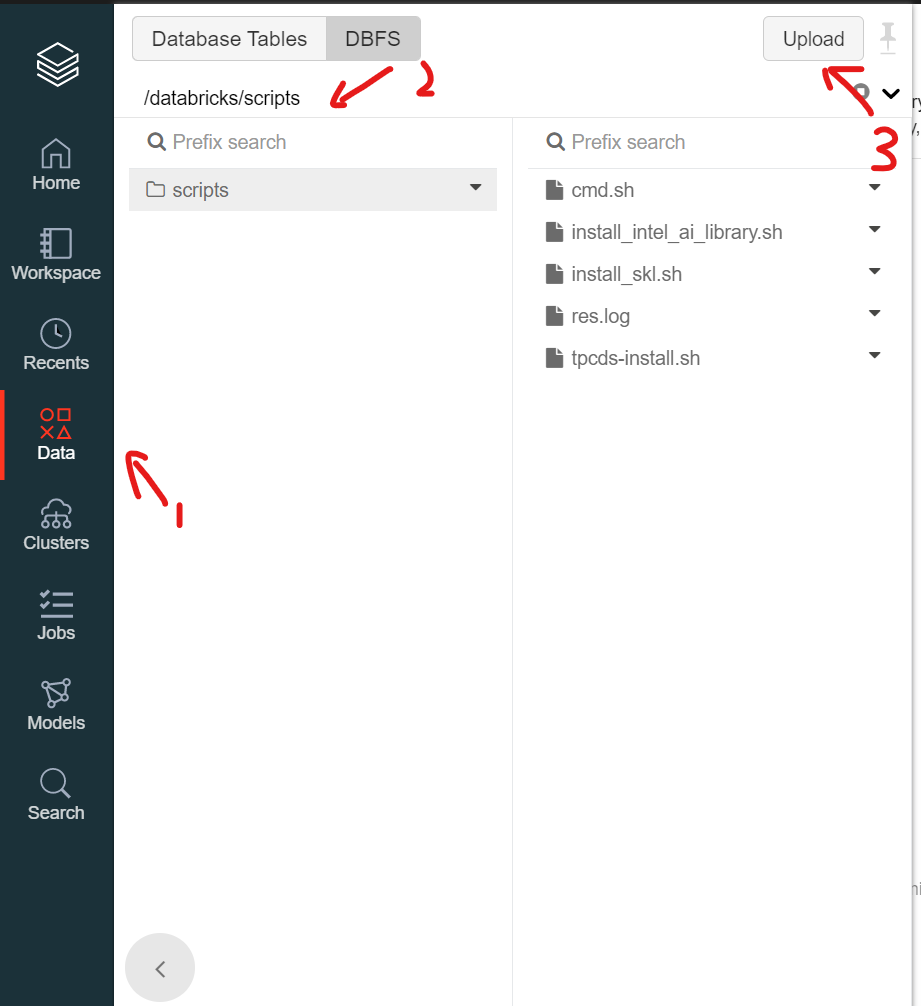 Database Tables DBFS Upload
2
/databricks/scripts
3
Prefix search Prefix search
scripts
cmd.sh
install_intel_ai_library.sh
install_skl.sh
res.log
tpcds-install.sh
Home
Workspace
Recents
Data
1
Clusters
Jobs
Models
Search